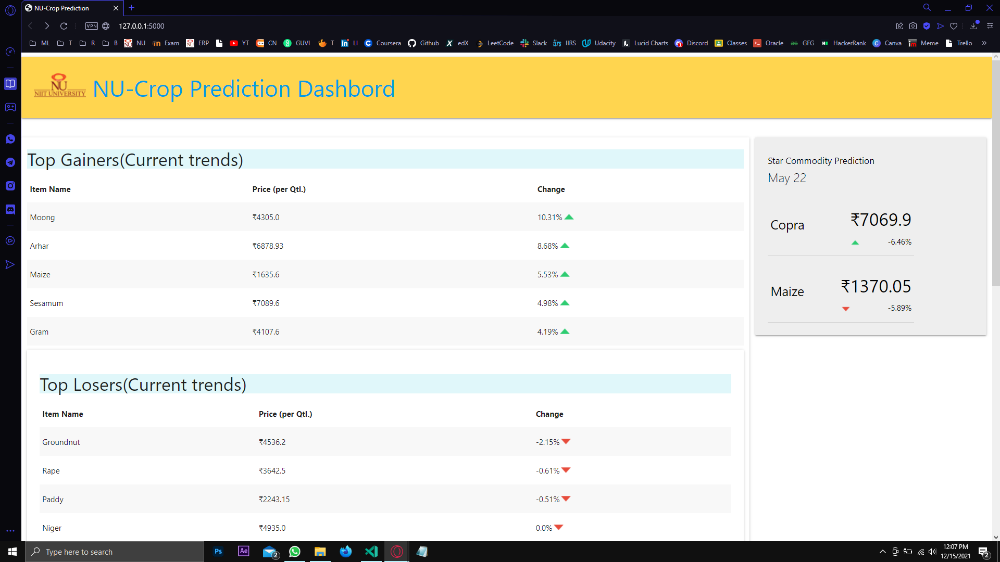 NU-Crop Prediction
VPN 127.0.0.1:5000
ML T R B NU Exam ERP YT CN GUVI T LI Coursera Github edX LeetCode Slack IIRS Udacity Lucid Charts Discord Classes Oracle GFG HackerRank Canva Meme Trello »
NU
NIIT UNIVERSITY
NU-Crop Prediction Dashbord
Top Gainers(Current trends)
Item Name Price (per Qtl.) Change
Moong ₹4305.0 10.31%
Arhar ₹6878.93 8.68%
Maize ₹1635.6 5.53%
Sesamum ₹7089.6 4.98%
Gram ₹4107.6 4.19%
Top Losers(Current trends)
Item Name Price (per Qtl.) Change
Groundnut ₹4536.2 -2.15%
Rape ₹3642.5 -0.61%
Paddy ₹2243.15 -0.51%
Niger ₹4935.0 0.0%
Star Commodity Prediction
May 22
Copra ₹7069.9
-6.46%
Maize ₹1370.05
-5.89%
Type here to search
Ps Ae 2
12:07 PM
12/15/2021
2